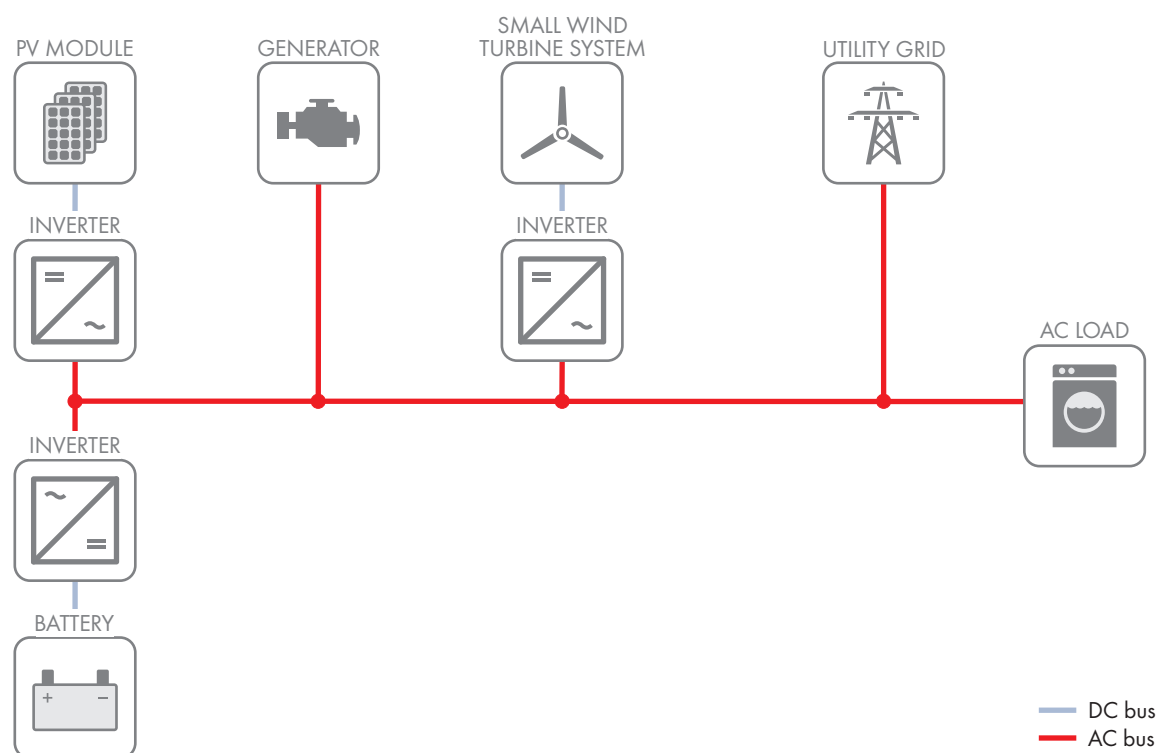 SMALL WIND
PV MODULE
GENERATOR
TURBINE SYSTEM
UTILITY GRID
INVERTER
INVERTER
AC LOAD
INVERTER
BATTERY
+ −
DC bus
AC bus